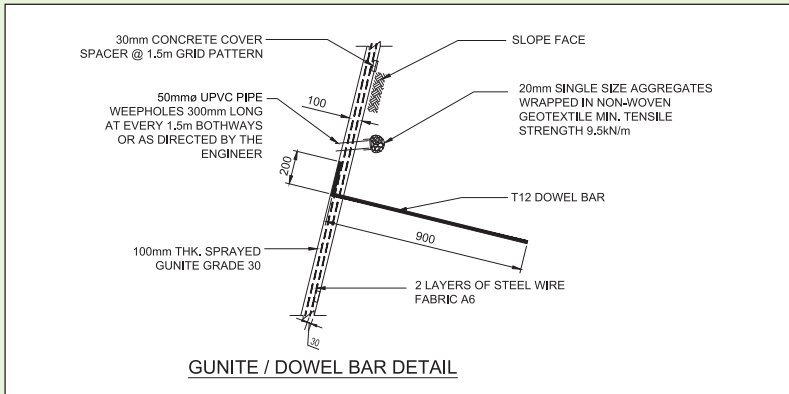 30mm CONCRETE COVER
SPACER @ 1.5m GRID PATTERN
SLOPE FACE
50mmø UPVC PIPE
WEEPHOLES 300mm LONG
AT EVERY 1.5m BOTHWAYS
OR AS DIRECTED BY THE
ENGINEER
100
20mm SINGLE SIZE AGGREGATES
WRAPPED IN NON-WOVEN
GEOTEXTILE MIN. TENSILE
STRENGTH 9.5kN/m
200
T12 DOWEL BAR
900
100mm THK. SPRAYED
GUNITE GRADE 30
2 LAYERS OF STEEL WIRE
FABRIC A6
30
GUNITE / DOWEL BAR DETAIL